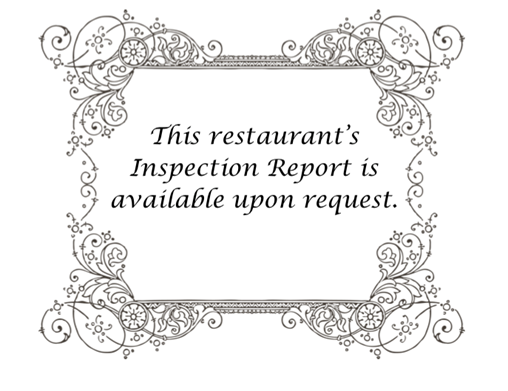 This restaurant's
Inspection Report is
available upon request.